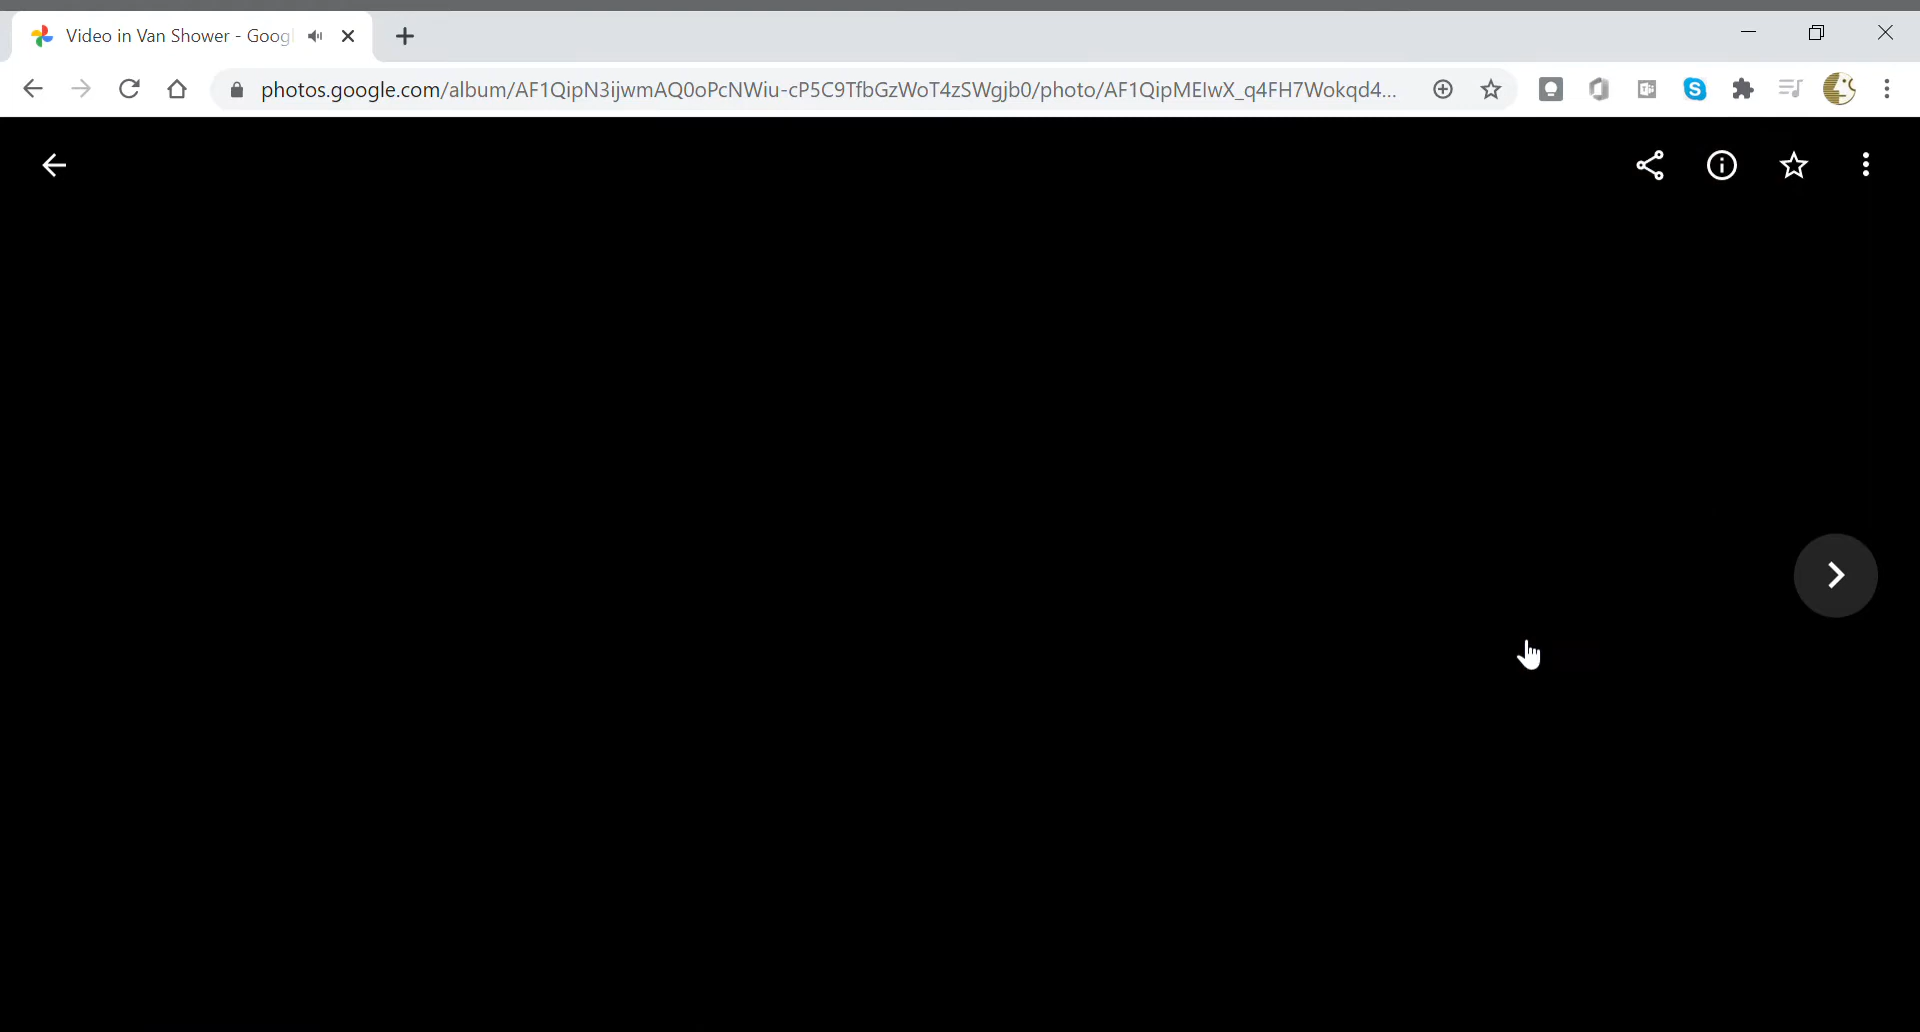 Video in Van Shower - Goog
photos.google.com/album/AF1QipN3ijwmAQ0oPcNWiu-cP5C9TfbGzWoT4zSWgjb0/photo/AF1QipMEIwX_q4FH7Wokqd4...